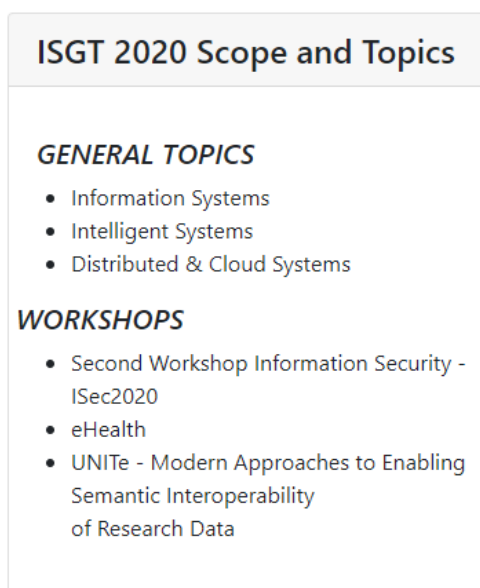 ISGT 2020 Scope and Topics
GENERAL TOPICS
• Information Systems
• Intelligent Systems
• Distributed & Cloud Systems
WORKSHOPS
• Second Workshop Information Security -
ISec2020
• eHealth
• UNITe - Modern Approaches to Enabling
Semantic Interoperability
of Research Data